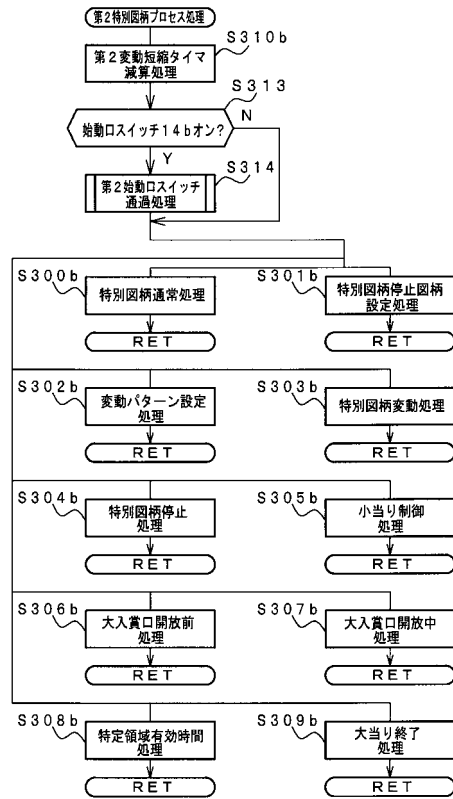 第2特別図柄プロセス処理
S310b
第2変動短縮タイマ
減算処理
S313
始動口スイッチ14bオン?
N
Y
S314
第2始動口スイッチ
通過処理
S300b
特別図柄通常処理
RET
S301b
特別図柄停止図柄
設定処理
RET
S302b
変動パターン設定
処理
RET
S303b
特別図柄変動処理
RET
S304b
特別図柄停止
処理
RET
S305b
小当り制御
処理
RET
S306b
大入賞口開放前
処理
RET
S307b
大入賞口開放中
処理
RET
S308b
特定領域有効時間
処理
RET
S309b
大当り終了
処理
RET